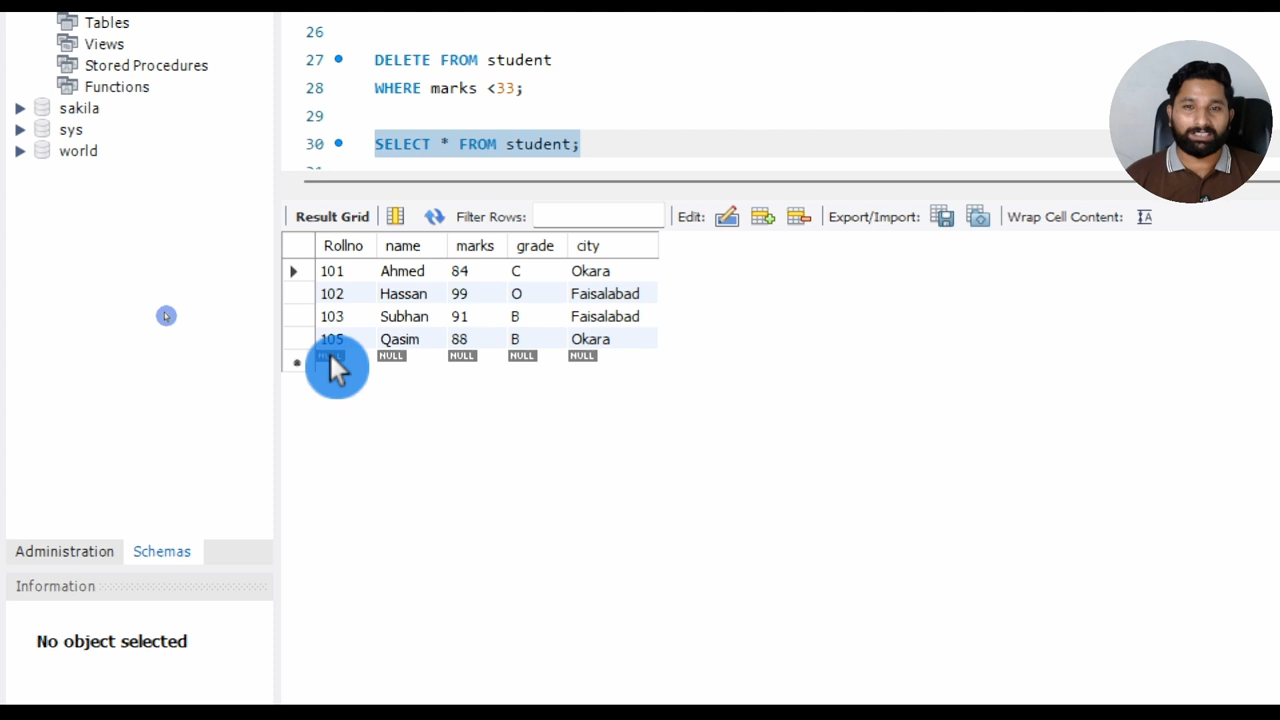 Tables
Views
Stored Procedures
Functions
sakila
sys
world
26
27 DELETE FROM student
28 WHERE marks <33;
29
30 SELECT * FROM student;
Result Grid Filter Rows: Edit: Export/Import: Wrap Cell Content: IA
Rollno name marks grade city
101 Ahmed 84 C Okara
102 Hassan 99 O Faisalabad
103 Subhan 91 B Faisalabad
105 Qasim 88 B Okara
NULL NULL NULL NULL NULL
Administration Schemas
Information
No object selected